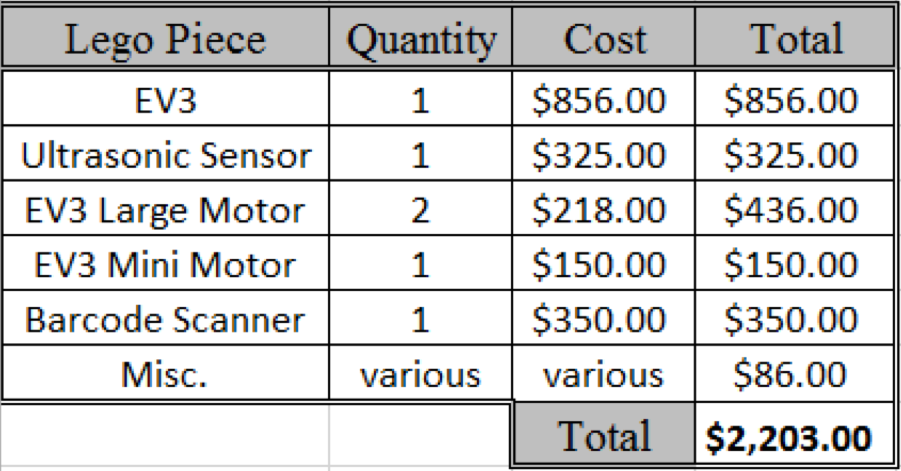 Lego Piece Quantity Cost Total
EV3 1 $856.00 $856.00
Ultrasonic Sensor 1 $325.00 $325.00
EV3 Large Motor 2 $218.00 $436.00
EV3 Mini Motor 1 $150.00 $150.00
Barcode Scanner 1 $350.00 $350.00
Misc. various various $86.00
Total $2,203.00